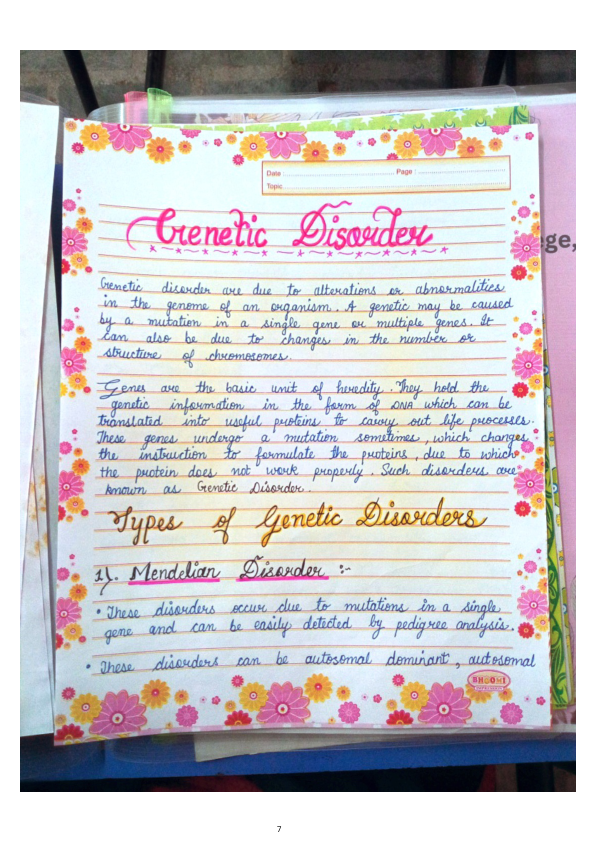 Date
Page :
Topic
Genetic Disorder
ge,
Genetic disorder are due to alterations or abnormalities
in the genome of an organism. A genetic may be caused
by a mutation in a single gene or multiple genes. It
can also be due to changes in the number or
structure of chromosomes.
Genes are the basic unit of heredity. They hold the
genetic information in the form of DNA which can be
translated into useful proteins to carry out life processes.
These genes undergo a mutation sometimes, which changes
the instruction to formulate the proteins, due to which
the protein does not work properly. Such disorders are
known as Genetic Disorder.
Types of Genetic Disorders
1). Mendelian Disorder :-
• These disorders occur due to mutations in a single
gene and can be easily detected by pedigree analysis.
• These disorders can be autosomal dominant, autosomal
BHOOMI
7